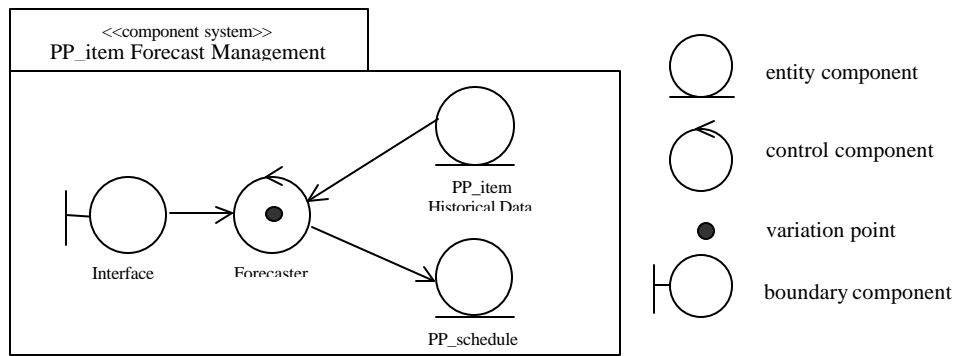 <<component system>>
PP_item Forecast Management
Interface
Forecaster
PP_item
Historical Data
PP_schedule
entity component
control component
variation point
boundary component